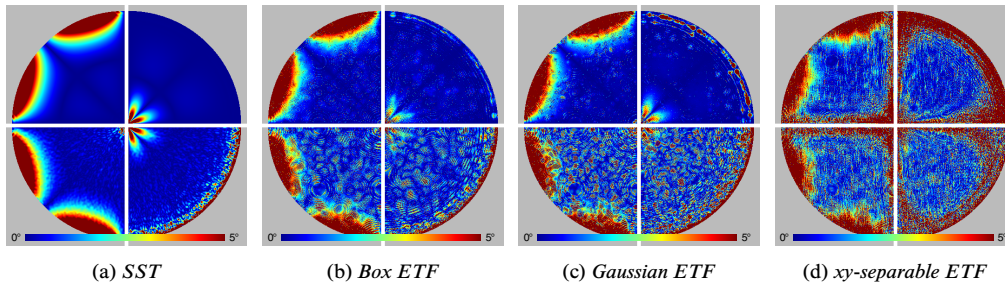 0° 5° 0° 5° 0° 5° 0° 5°
(a) SST (b) Box ETF (c) Gaussian ETF (d) xy-separable ETF